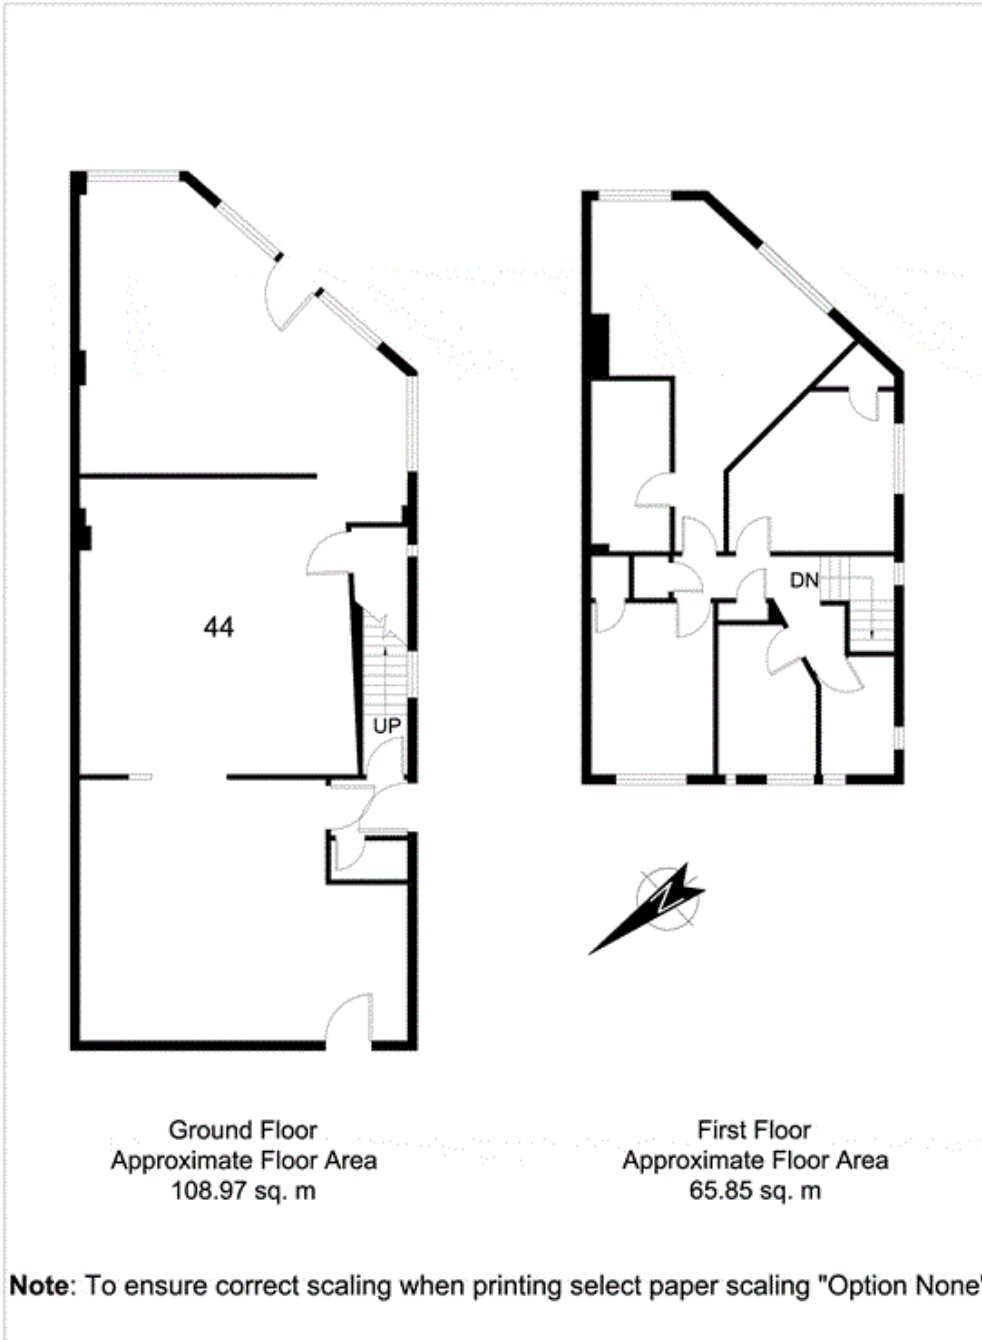 44
UP
DN
N
Ground Floor
Approximate Floor Area
108.97 sq. m
First Floor
Approximate Floor Area
65.85 sq. m
Note: To ensure correct scaling when printing select paper scaling "Option None"